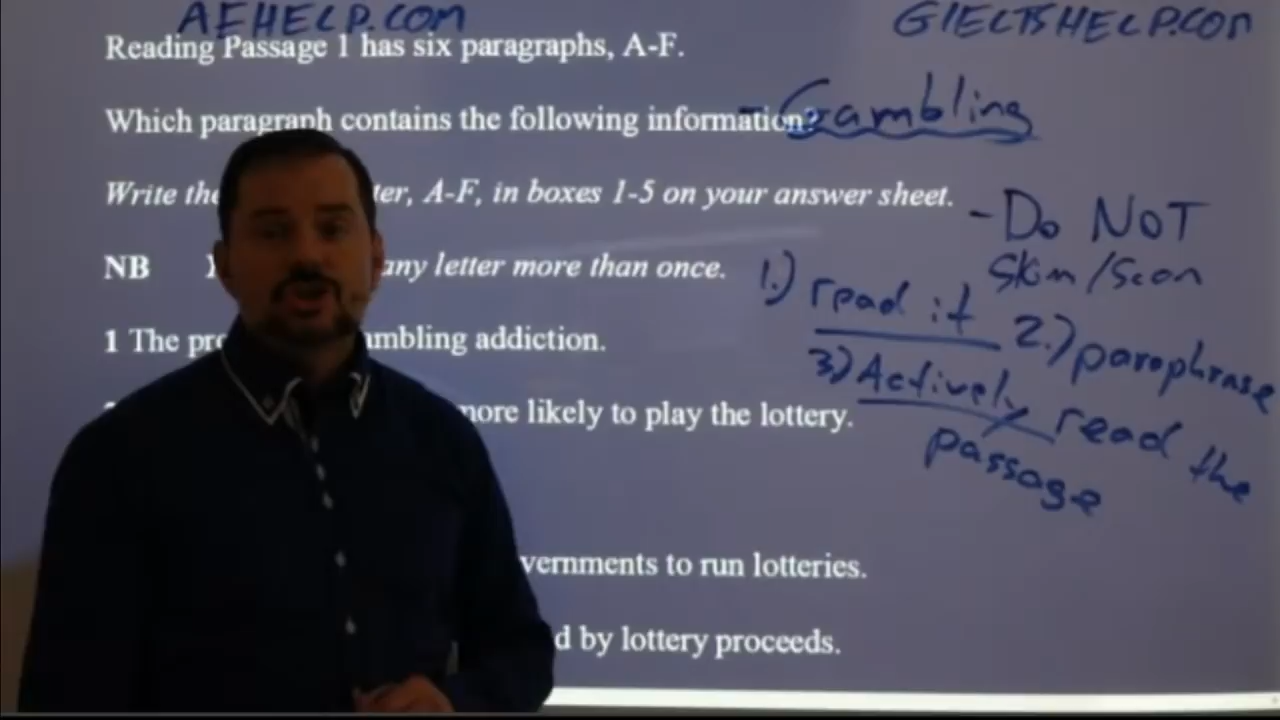 AEHELP.COM
GIELTSHELP.COM
Reading Passage 1 has six paragraphs, A-F.
Which paragraph contains the following information?
- Gambling
Write the ter, A-F, in boxes 1-5 on your answer sheet.
- Do NOT
Skim/Scan
NB any letter more than once.
1.) read it
2.) paraphrase
1 The pr ambling addiction.
3) Actively read the
passage
more likely to play the lottery.
vernments to run lotteries.
d by lottery proceeds.